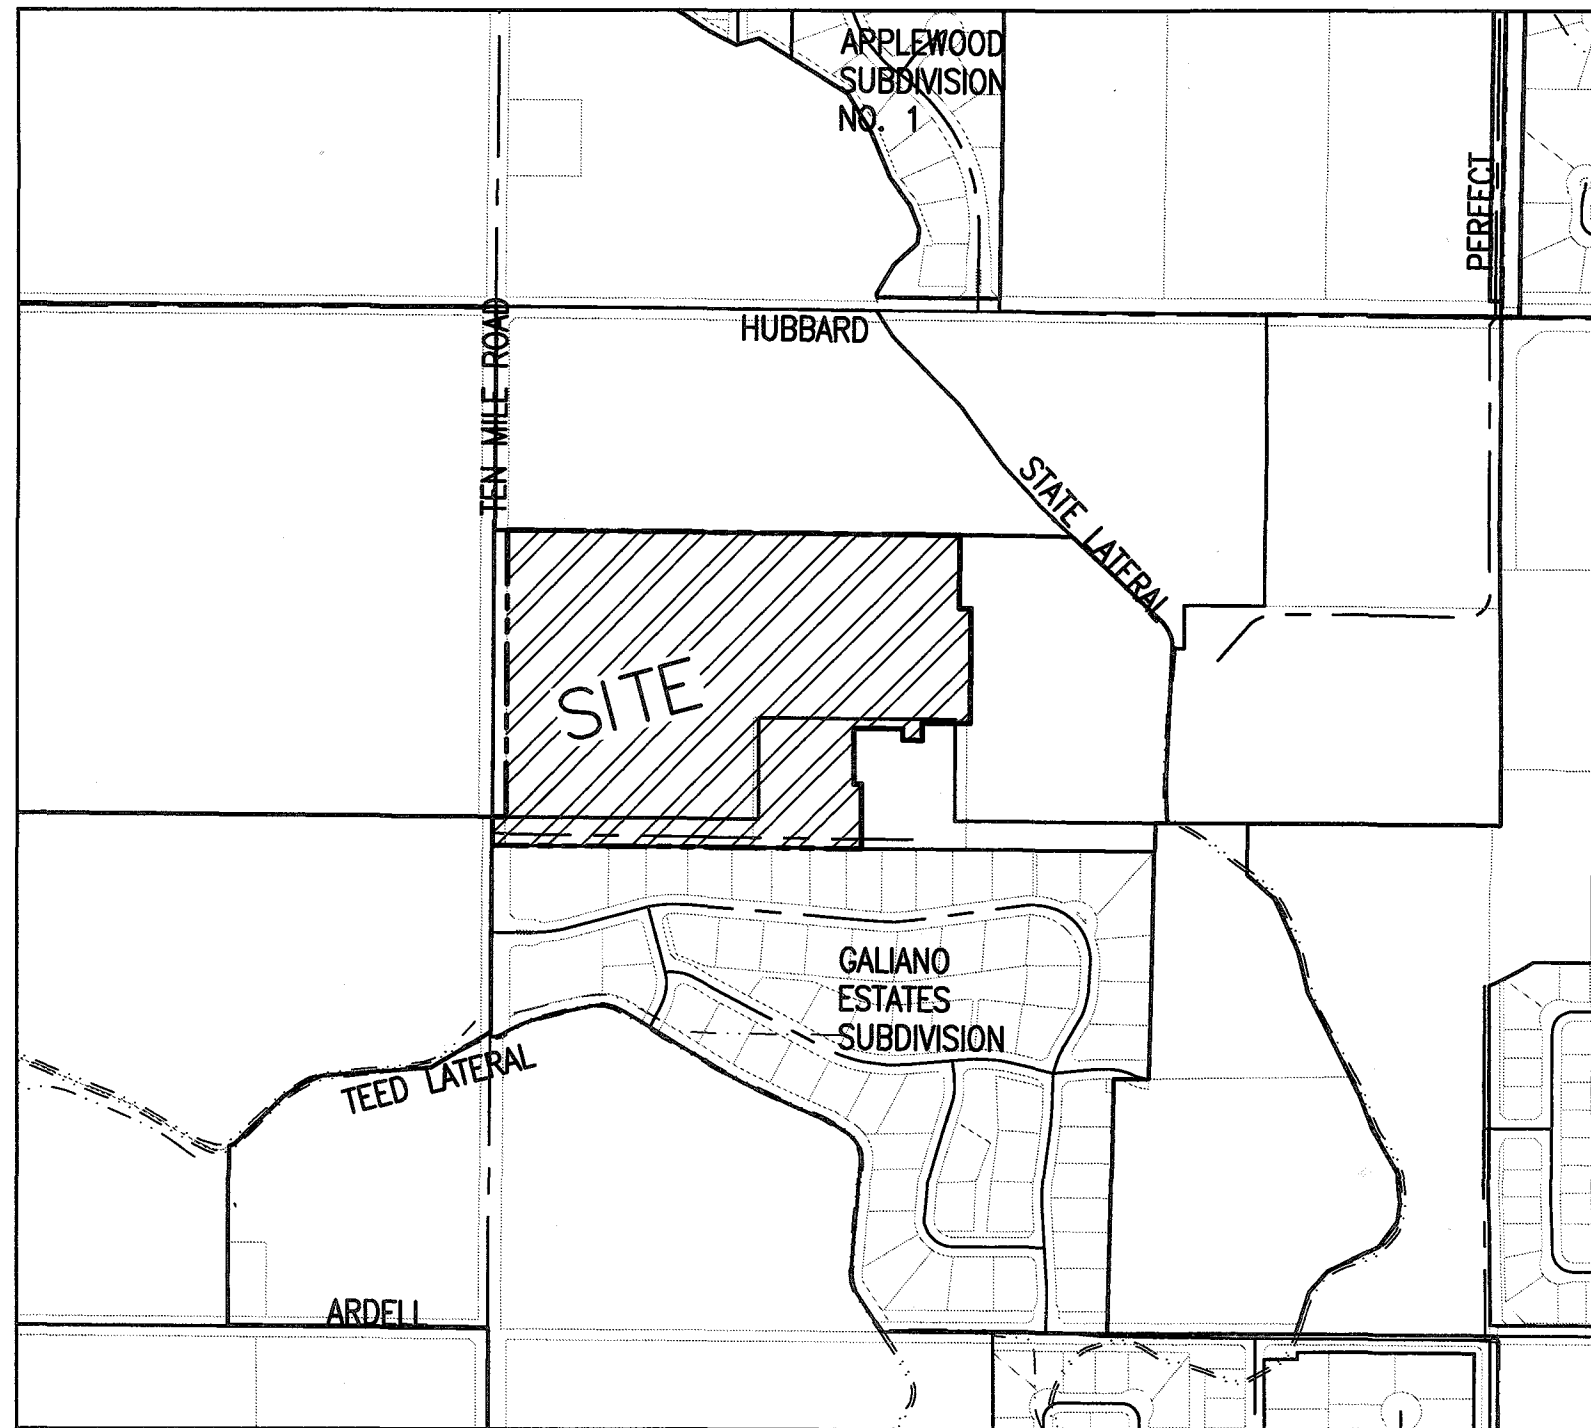 APPLEWOOD
SUBDIVISION
NO. 1
PERFECT
HUBBARD
TEN MILE ROAD
STATE LATERAL
SITE
GALIANO
ESTATES
SUBDIVISION
TEED LATERAL
ARDELL